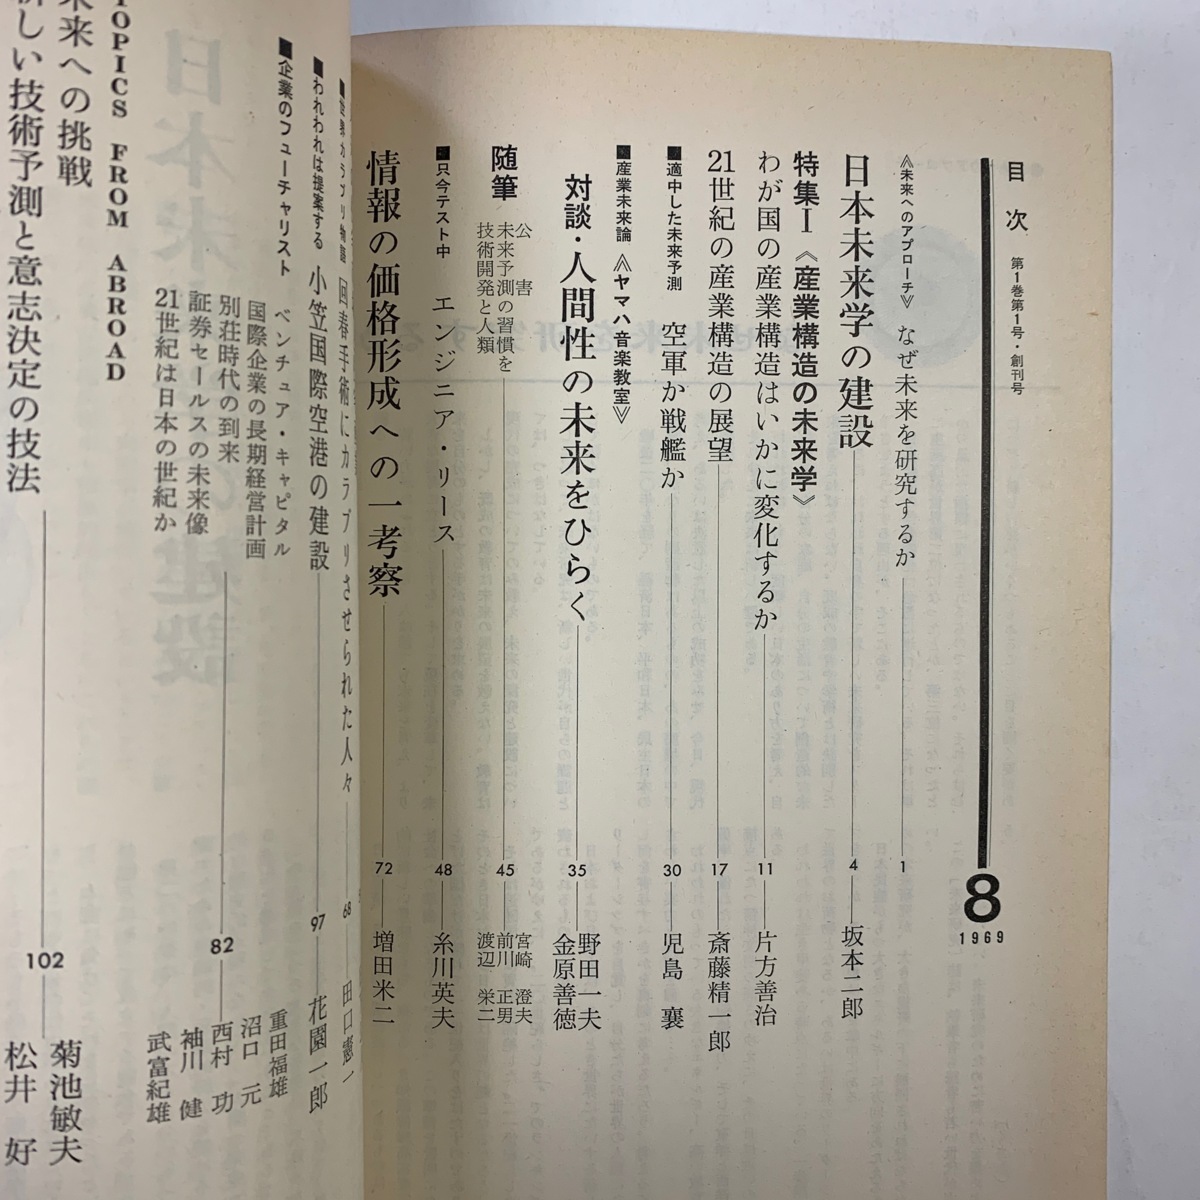 目次 第1巻第1号・創刊号
8
1969
《未来へのアプローチ》 なぜ未来を研究するか 1
日本未来学の建設 4 坂本二郎
特集Ⅰ《産業構造の未来学》
わが国の産業構造はいかに変化するか 11 片方善治
21世紀の産業構造の展望 17 斎藤精一郎
■適中した未来予測 空軍か戦艦か 30 児島 襄
■産業未来論《ヤマハ音楽教室》
対談・人間性の未来をひらく 35 野田一夫
金原善徳
随筆
公害 宮崎 澄夫
未来予測の習慣を 45 前川 正男
技術開発と人類 渡辺 栄二
■只今テスト中 エンジニア・リース 48 糸川英夫
情報の価格形成への一考察 72 増田米二
回春手術にカラブリさせられた人々 68 田口憲一
■われわれは提案する 小笠国際空港の建設 97 花園一郎
■企業のフューチャリスト
ベンチュア・キャピタル 重田福雄
国際企業の長期経営計画 沼口 元
別荘時代の到来 82 西村 功
証券セールスの未来像 袖川 健
21世紀は日本の世紀か 武富紀雄
TOPICS FROM ABROAD
未来への挑戦 菊池敏夫
新しい技術予測と意志決定の技法 102 松井 好